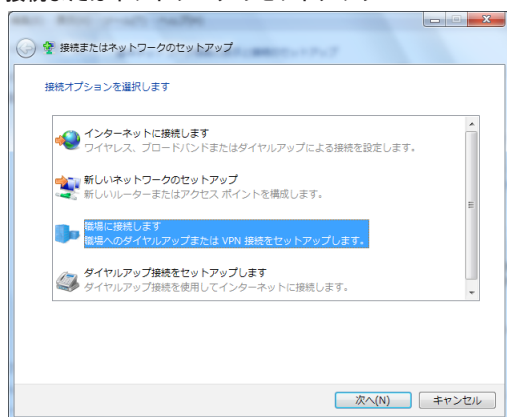 接続またはネットワークのセットアップ
接続オプションを選択します
インターネットに接続します
ワイヤレス、ブロードバンドまたはダイヤルアップによる接続を設定します。
新しいネットワークのセットアップ
新しいルーターまたはアクセス ポイントを構成します。
職場に接続します
職場へのダイヤルアップまたは VPN 接続をセットアップします。
ダイヤルアップ接続をセットアップします
ダイヤルアップ接続を使用してインターネットに接続します。
次へ(N)
キャンセル